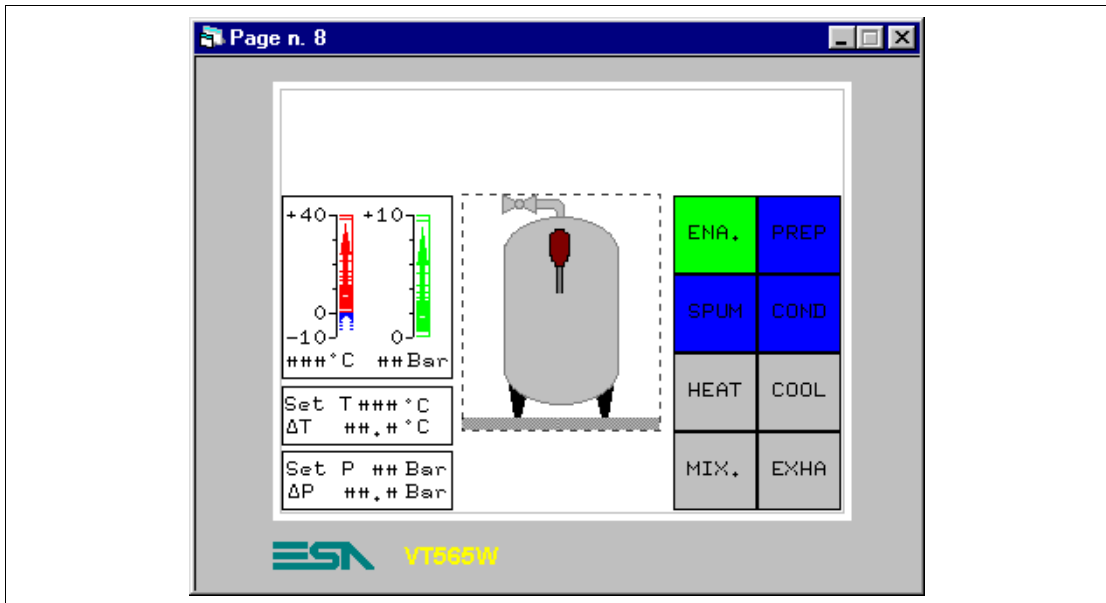 Page n. 8
+40 +10
0
-10 0
###°C ##Bar
Set T###°C
ΔT ##.#°C
Set P ##Bar
ΔP ##.#Bar
ENA. PREP
SPUM COND
HEAT COOL
MIX. EXHA
ESA VT565W